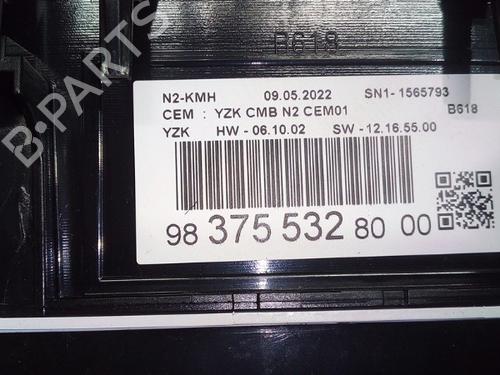 B618
N2-KMH 09.05.2022 SN1- 1565793
CEM : YZK CMB N2 CEM01 B618
YZK HW - 06.10.02 SW - 12.16.55.00
98 375 532 80 00
B-PARTS